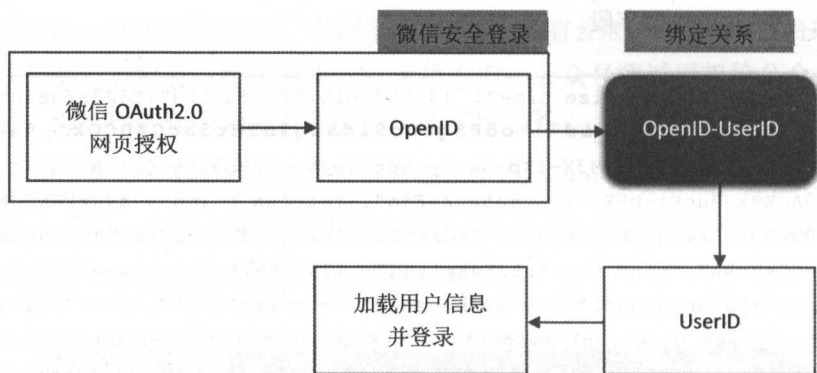 微信安全登录
绑定关系
微信 OAuth2.0
网页授权
OpenID
OpenID-UserID
加载用户信息
并登录
UserID